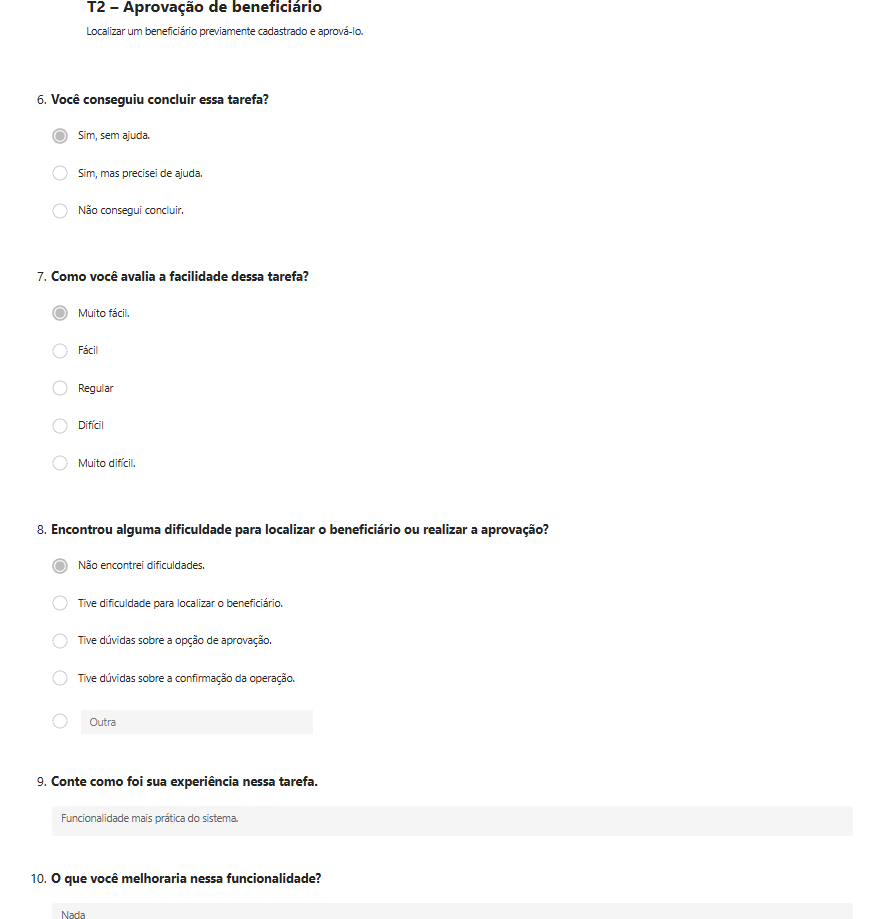 T2 – Aprovação de beneficiário
Localizar um beneficiário previamente cadastrado e aprová-lo.
6. Você conseguiu concluir essa tarefa?
Sim, sem ajuda.
Sim, mas precisei de ajuda.
Não consegui concluir.
7. Como você avalia a facilidade dessa tarefa?
Muito fácil.
Fácil
Regular
Difícil
Muito difícil.
8. Encontrou alguma dificuldade para localizar o beneficiário ou realizar a aprovação?
Não encontrei dificuldades.
Tive dificuldade para localizar o beneficiário.
Tive dúvidas sobre a opção de aprovação.
Tive dúvidas sobre a confirmação da operação.
Outra
9. Conte como foi sua experiência nessa tarefa.
Funcionalidade mais prática do sistema.
10. O que você melhoraria nessa funcionalidade?
Nada